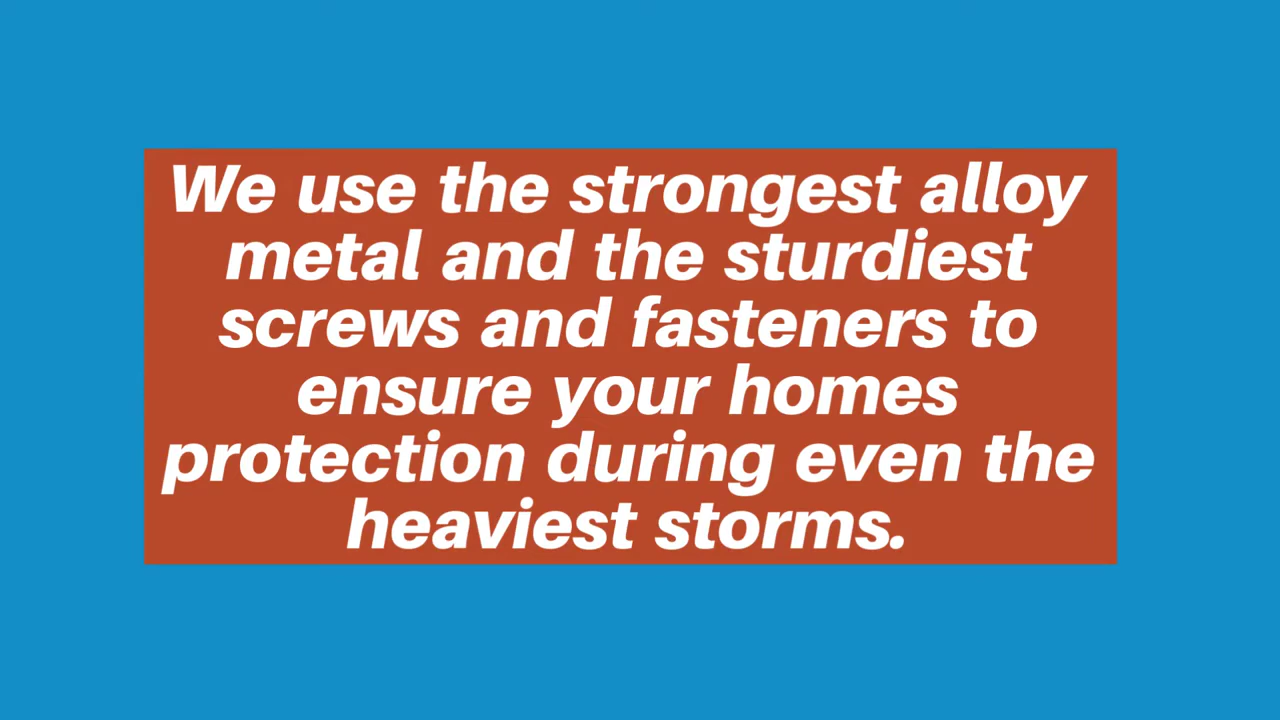 We use the strongest alloy
metal and the sturdiest
screws and fasteners to
ensure your homes
protection during even the
heaviest storms.